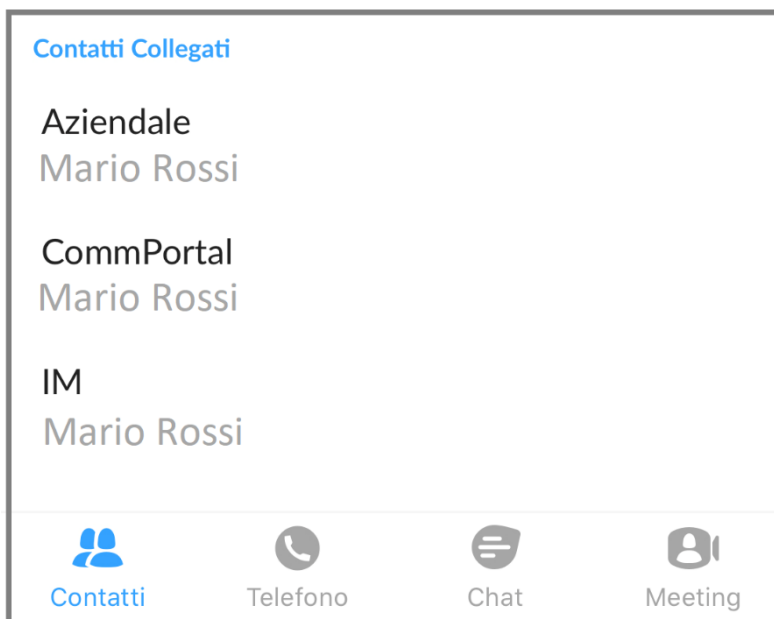 Contatti Collegati
Aziendale
Mario Rossi
CommPortal
Mario Rossi
IM
Mario Rossi
Contatti Telefono Chat Meeting